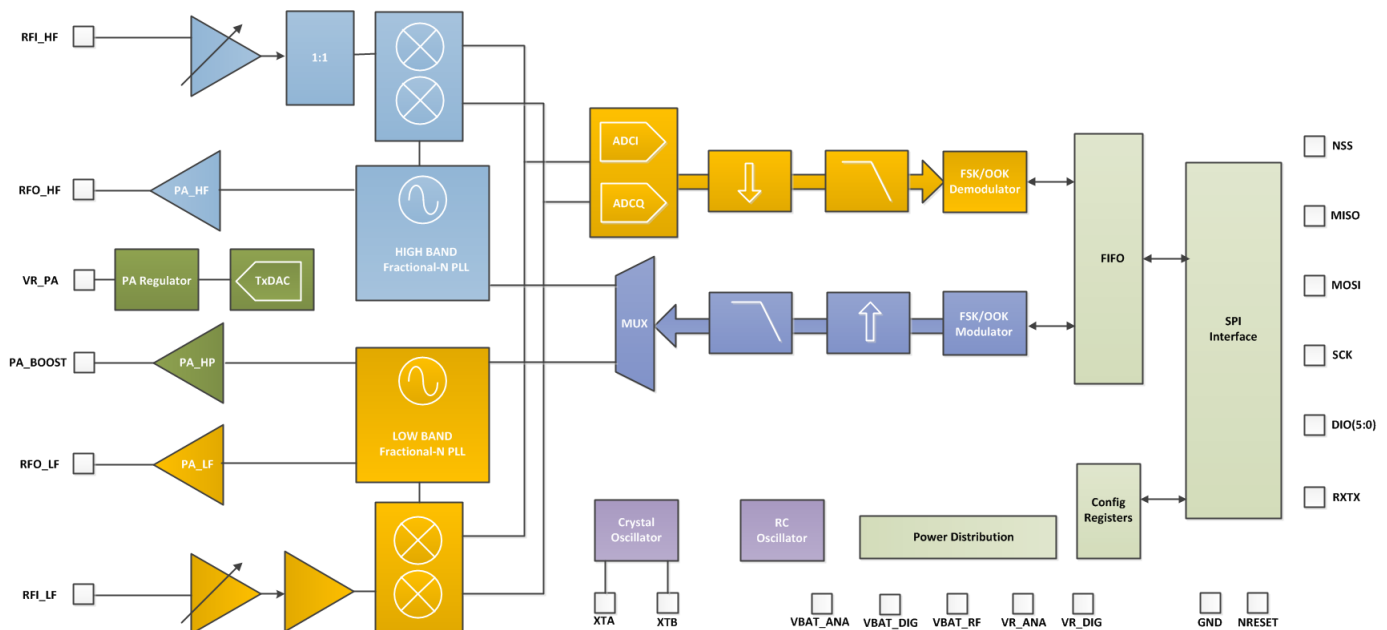 RFI_HF
1:1
ADCI
NSS
FSK/OOK
Demodulator
RFO_HF
PA_HF
ADCQ
MISO
HIGH BAND
Fractional-N PLL
FIFO
VR_PA
PA Regulator
TxDAC
MOSI
MUX
FSK/OOK
Modulator
SPI
Interface
PA_BOOST
PA_HP
SCK
LOW BAND
Fractional-N PLL
DIO(5:0)
RFO_LF
PA_LF
RXTX
Config
Registers
Crystal
Oscillator
RC
Oscillator
Power Distribution
RFI_LF
XTA
XTB
VBAT_ANA
VBAT_DIG
VBAT_RF
VR_ANA
VR_DIG
GND
NRESET